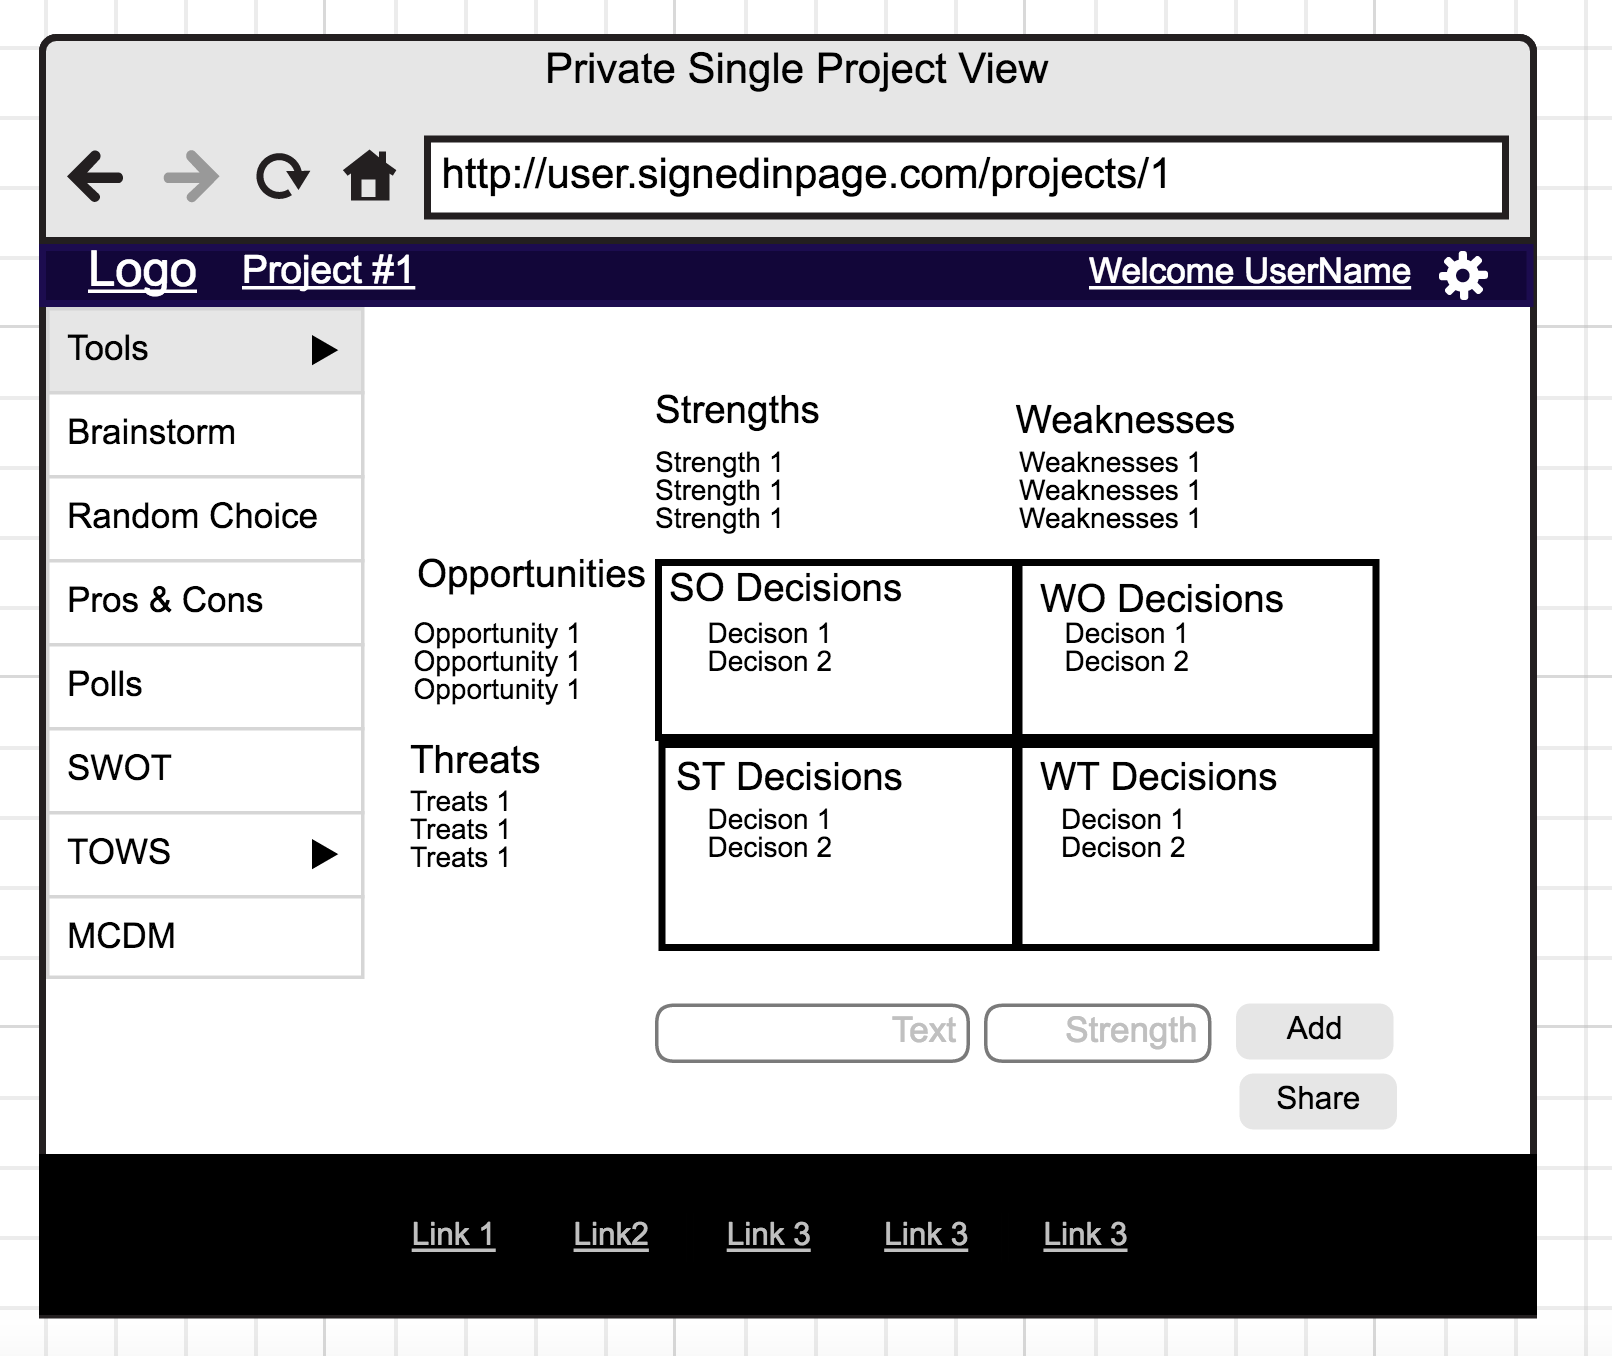 Private Single Project View
http://user.signedinpage.com/projects/1
Logo
Project #1
Welcome UserName
Tools
Brainstorm
Random Choice
Pros & Cons
Polls
SWOT
TOWS
MCDM
Strengths
Strength 1
Strength 1
Strength 1
Weaknesses
Weaknesses 1
Weaknesses 1
Weaknesses 1
Opportunities
Opportunity 1
Opportunity 1
Opportunity 1
SO Decisions
Decison 1
Decison 2
WO Decisions
Decison 1
Decison 2
Threats
Treats 1
Treats 1
Treats 1
ST Decisions
Decison 1
Decison 2
WT Decisions
Decison 1
Decison 2
Text
Strength
Add
Share
Link 1
Link2
Link 3
Link 3
Link 3